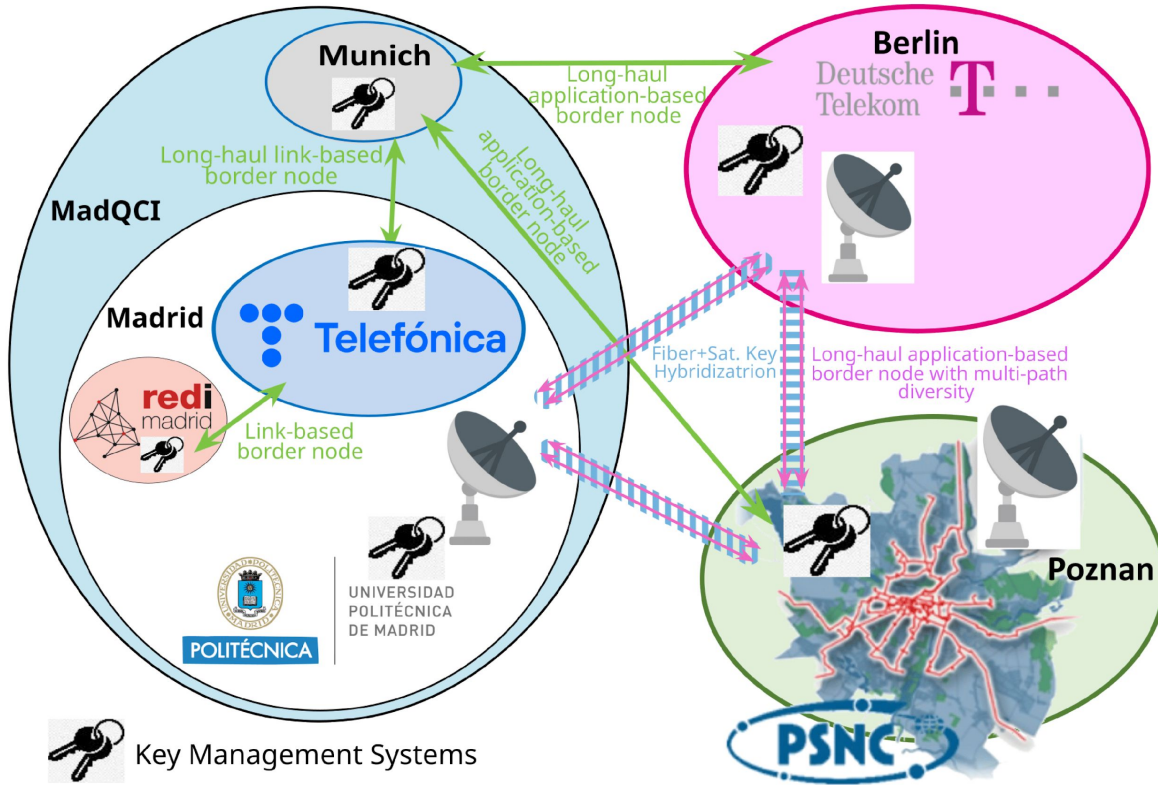 Munich
Berlin
Deutsche
Telekom
T
Long-haul
application-based
border node
Long-haul link-based
border node
Long-haul
application-based
border node
MadQCI
Madrid
Telefónica
redi
madrid
Link-based
border node
Fiber+Sat. Key
Hybridizatrion
Long-haul application-based
border node with multi-path
diversity
UNIVERSIDAD
POLITÉCNICA
DE MADRID
POLITÉCNICA
Poznan
PSNC
Key Management Systems